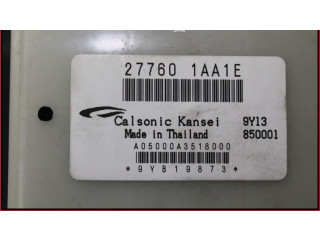 27760 1AA1E
Calsonic Kansei 9Y13
Made in Thailand 850001
A05000A3518000
*9YB19873*